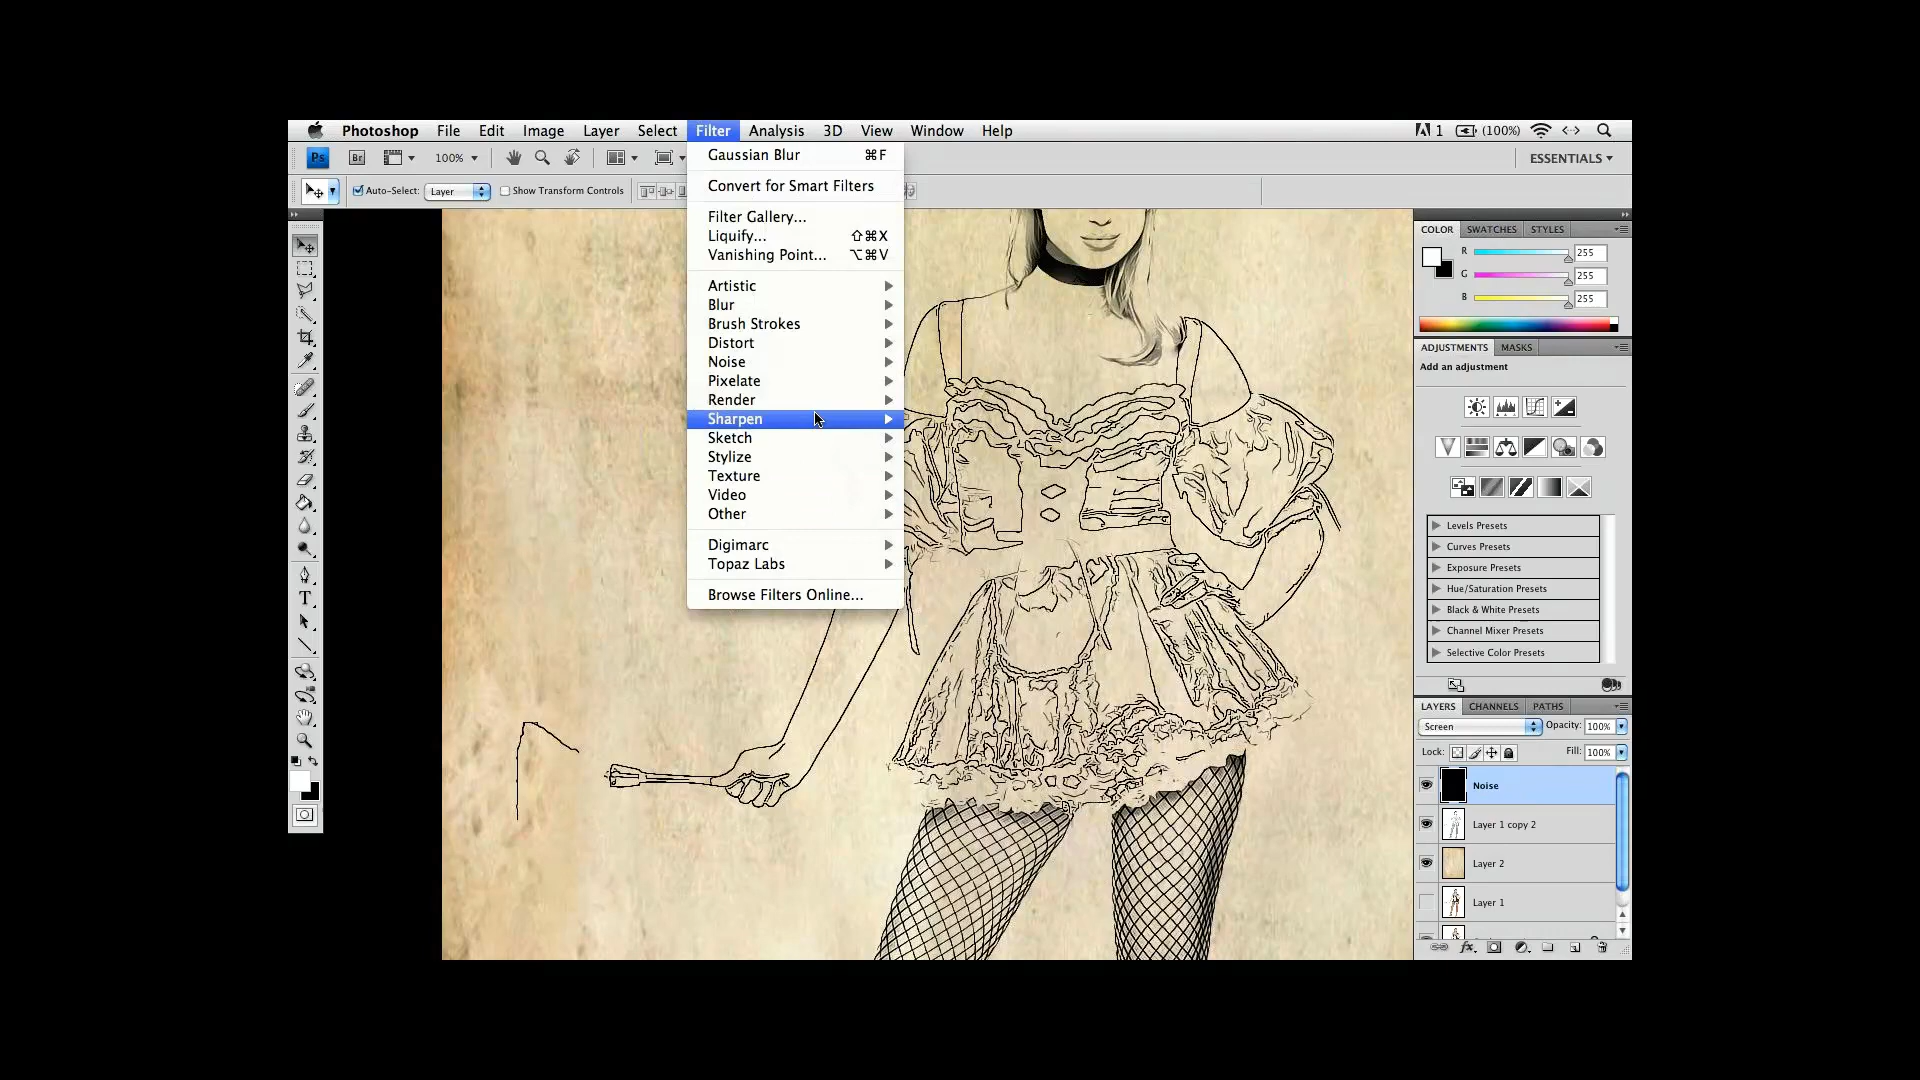 Photoshop File Edit Image Layer Select Filter Analysis 3D View Window Help 1 (100%)
Ps Br 100% ESSENTIALS
Auto-Select: Layer Show Transform Controls
Gaussian Blur ⌘F
Convert for Smart Filters
Filter Gallery...
Liquify... ⇧⌘X
Vanishing Point... ⌥⌘V
Artistic
Blur
Brush Strokes
Distort
Noise
Pixelate
Render
Sharpen
Sketch
Stylize
Texture
Video
Other
Digimarc
Topaz Labs
Browse Filters Online...
COLOR SWATCHES STYLES
R 255
G 255
B 255
ADJUSTMENTS MASKS
Add an adjustment
Levels Presets
Curves Presets
Exposure Presets
Hue/Saturation Presets
Black & White Presets
Channel Mixer Presets
Selective Color Presets
LAYERS CHANNELS PATHS
Screen Opacity: 100%
Lock: Fill: 100%
Noise
Layer 1 copy 2
Layer 2
Layer 1